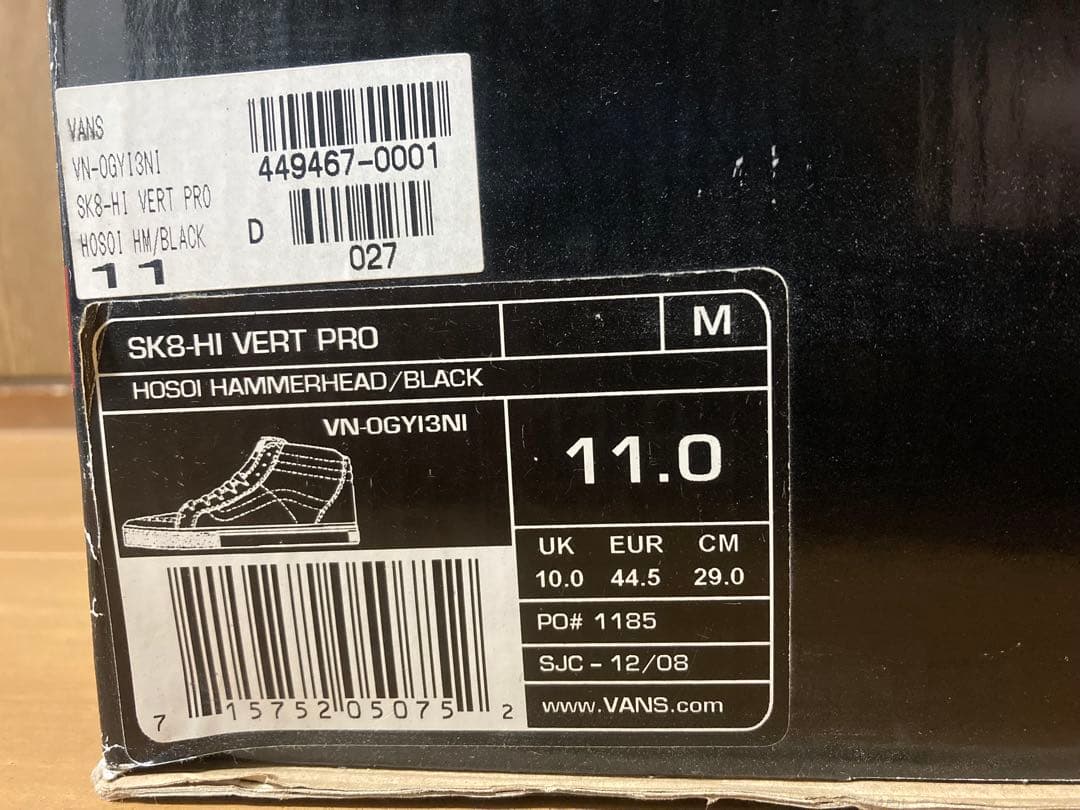 VANS
VN-0GYI3NI
SK8-HI VERT PRO
HOSOI HM/BLACK
11
449467-0001
D
027
SK8-HI VERT PRO
M
HOSOI HAMMERHEAD/BLACK
VN-0GYI3NI
11.0
UK EUR CM
10.0 44.5 29.0
PO# 1185
SJC - 12/08
www.VANS.com
7 15752 05075 2